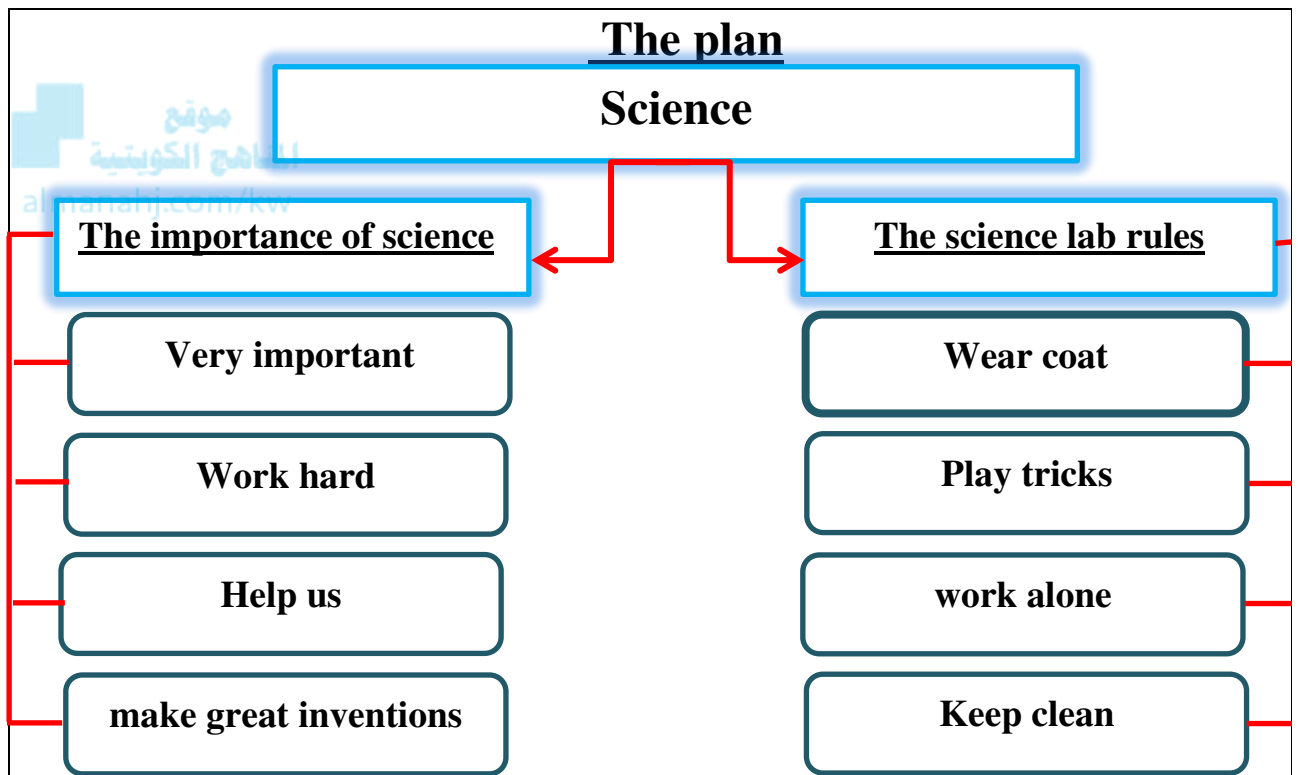 The plan
Science
موقع
المناهج الكويتية
almanahj.com/kw
The importance of science
Very important
Work hard
Help us
make great inventions
The science lab rules
Wear coat
Play tricks
work alone
Keep clean